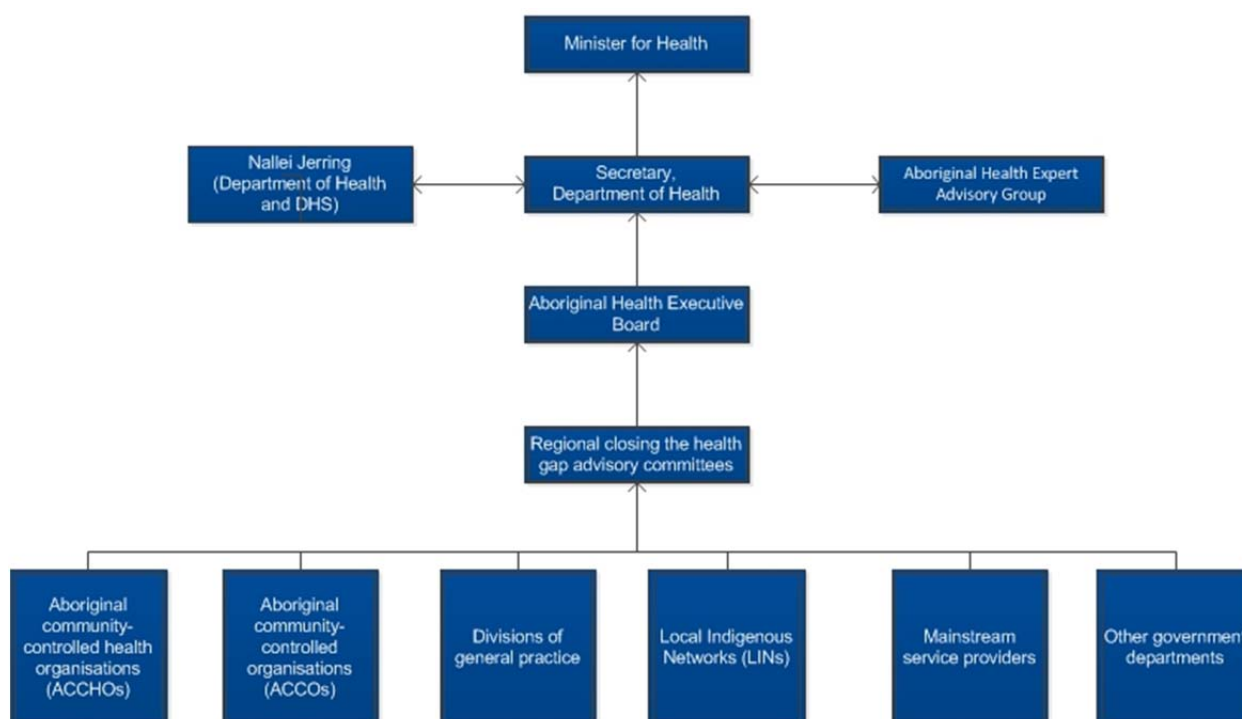 Minister for Health
Nallei Jerring
(Department of Health
and DHS)
Secretary,
Department of Health
Aboriginal Health Expert
Advisory Group
Aboriginal Health Executive
Board
Regional closing the health
gap advisory committees
Aboriginal
community-
controlled health
organisations
(ACCHOs)
Aboriginal
community-
controlled
organisations
(ACCOs)
Divisions of
general practice
Local Indigenous
Networks (LINs)
Mainstream
service providers
Other government
departments